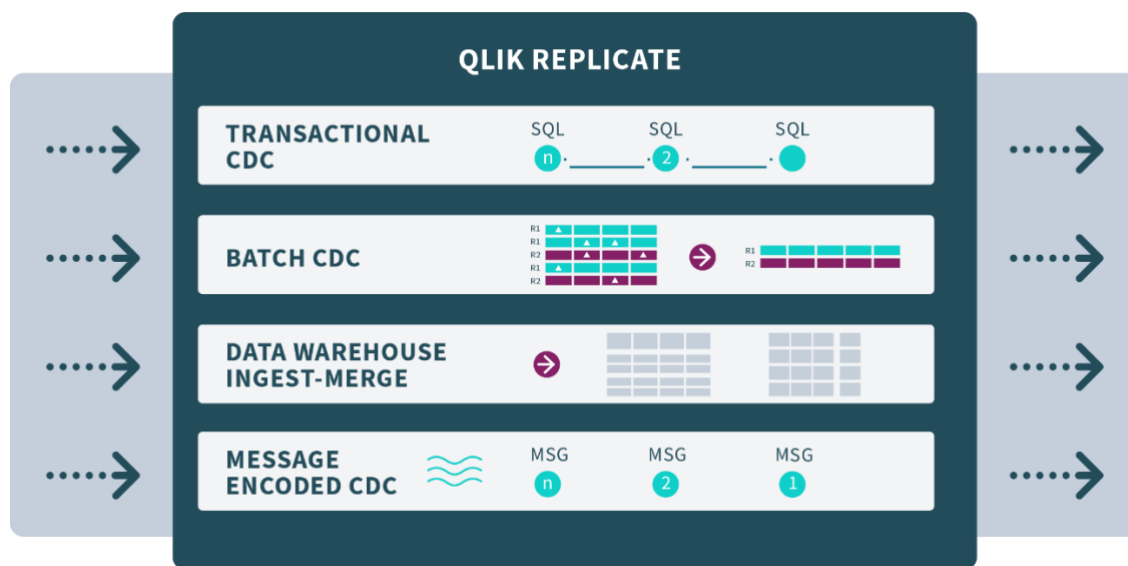 QLIK REPLICATE
TRANSACTIONAL
CDC
SQL SQL SQL
n 2
BATCH CDC
R1
R1
R2
R1
R2
R1
R2
DATA WAREHOUSE
INGEST-MERGE
MESSAGE
ENCODED CDC
MSG MSG MSG
n 2 1